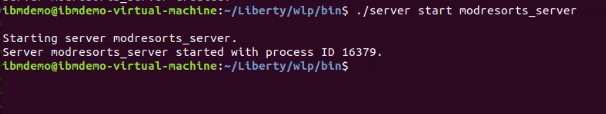 ibmdemo@ibmdemo-virtual-machine:~/Liberty/wlp/bin$ ./server start modresorts_server
Starting server modresorts_server.
Server modresorts_server started with process ID 16379.
ibmdemo@ibmdemo-virtual-machine:~/Liberty/wlp/bin$